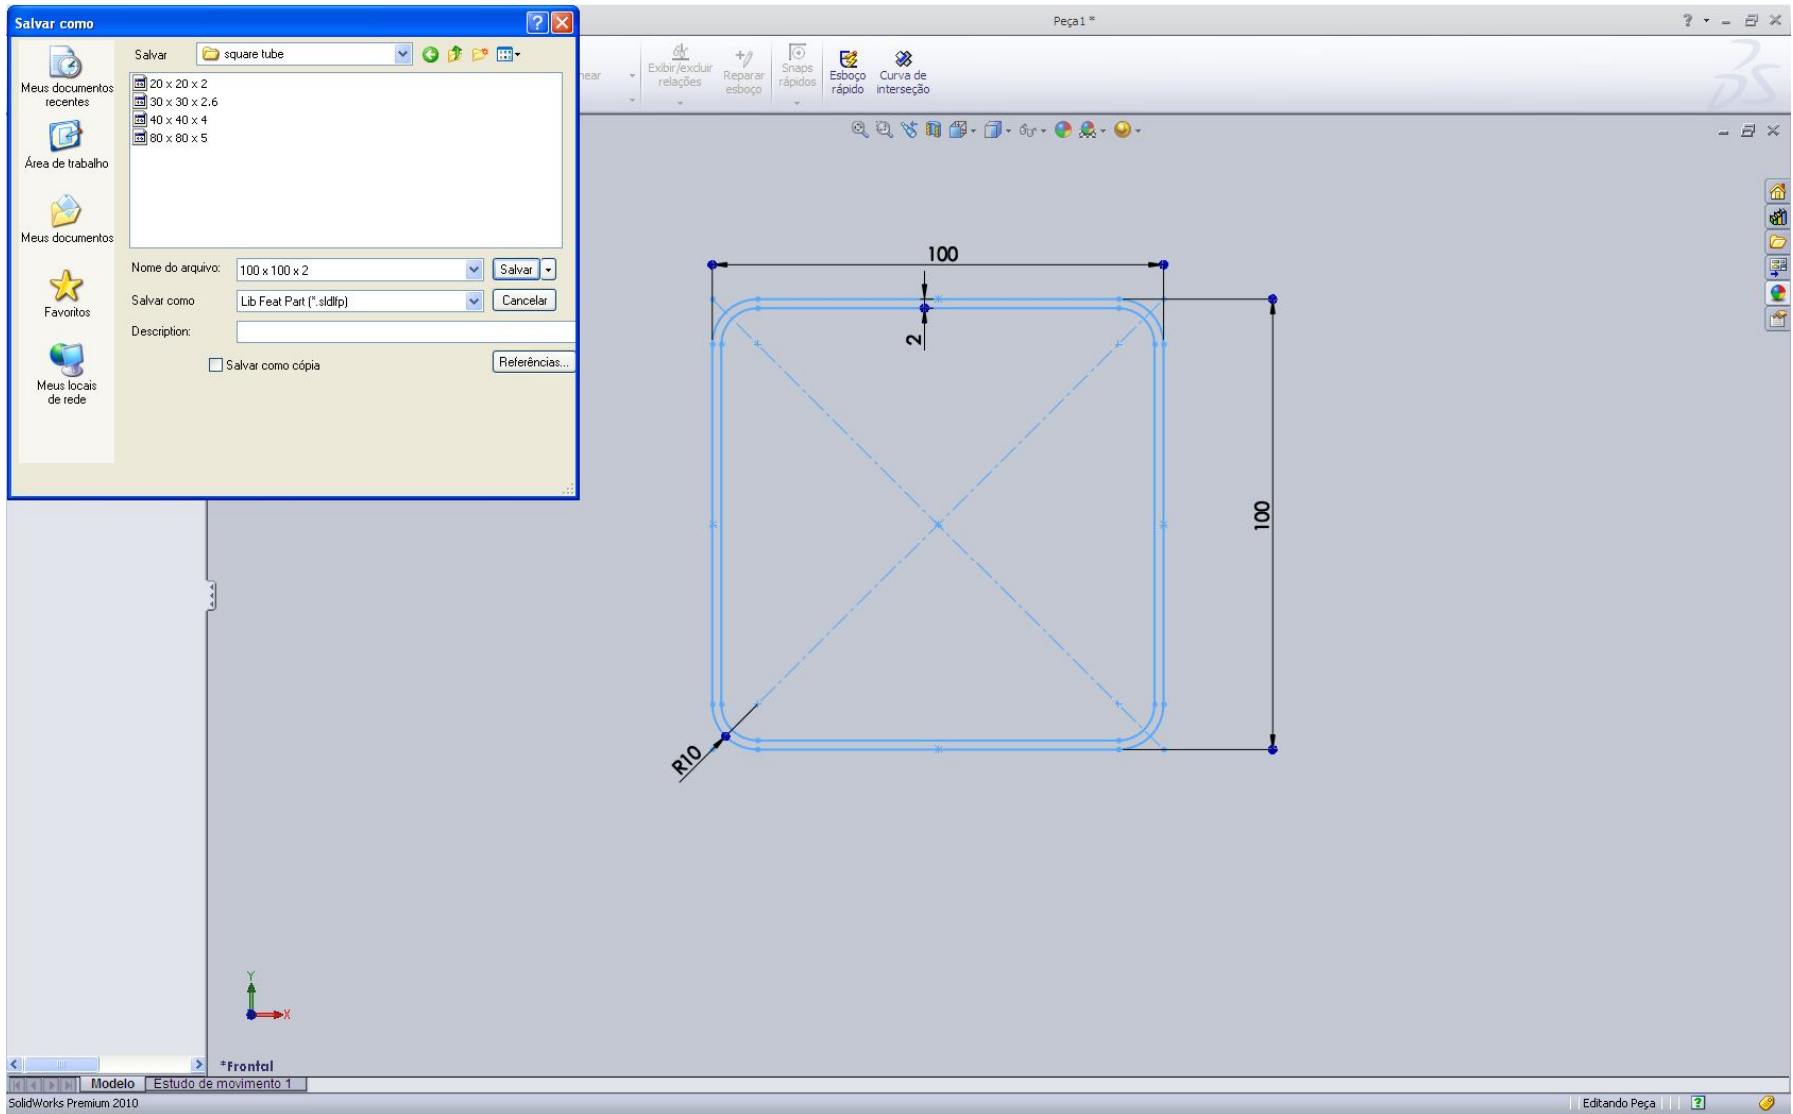 Salvar como
Peça1 *
Salvar
square tube
Meus documentos
recentes
Área de trabalho
Meus documentos
Favoritos
Meus locais
de rede
20 x 20 x 2
30 x 30 x 2.6
40 x 40 x 4
80 x 80 x 5
Nome do arquivo:
100 x 100 x 2
Salvar
Salvar como
Lib Feat Part (*.sldlfp)
Cancelar
Description:
Salvar como cópia
Referências...
near
Exibir/excluir
relações
Reparar
esboço
Snaps
rápidos
Esboço
rápido
Curva de
interseção
100
2
100
R10
Y
X
*Frontal
Modelo
Estudo de movimento 1
SolidWorks Premium 2010
Editando Peça